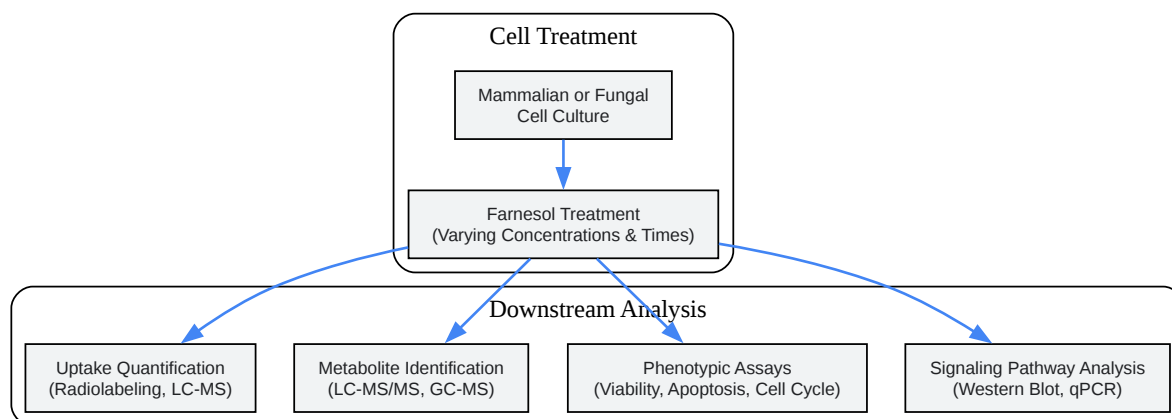 Cell Treatment
Mammalian or Fungal
Cell Culture
Farnesol Treatment
(Varying Concentrations & Times)
Downstream Analysis
Uptake Quantification
(Radiolabeling, LC-MS)
Metabolite Identification
(LC-MS/MS, GC-MS)
Phenotypic Assays
(Viability, Apoptosis, Cell Cycle)
Signaling Pathway Analysis
(Western Blot, qPCR)